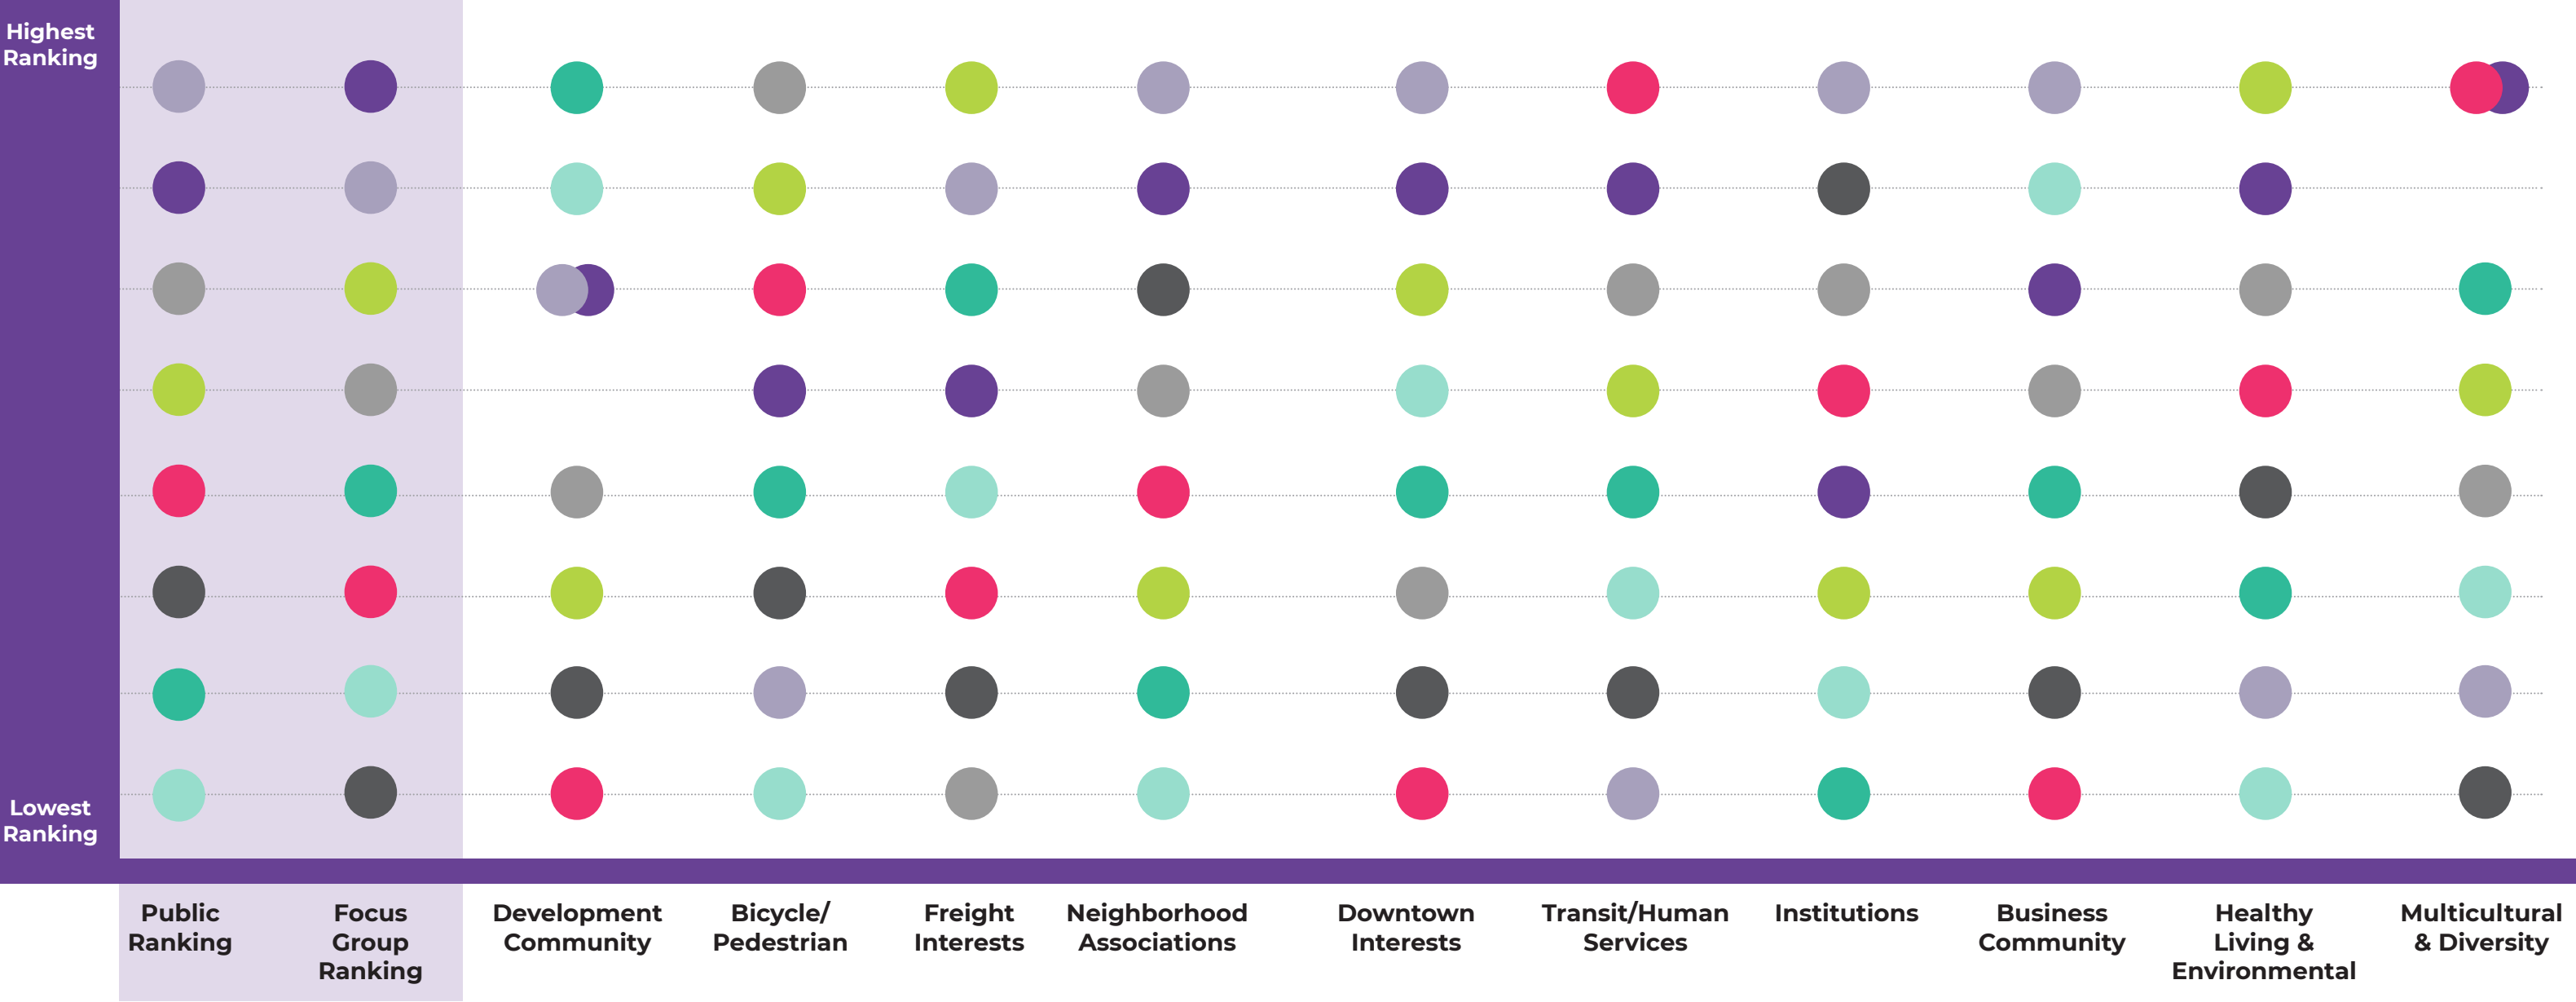 Highest
Ranking
Lowest
Ranking
Public
Ranking
Focus
Group
Ranking
Development
Community
Bicycle/
Pedestrian
Freight
Interests
Neighborhood
Associations
Downtown
Interests
Transit/Human
Services
Institutions
Business
Community
Healthy
Living &
Environmental
Multicultural
& Diversity